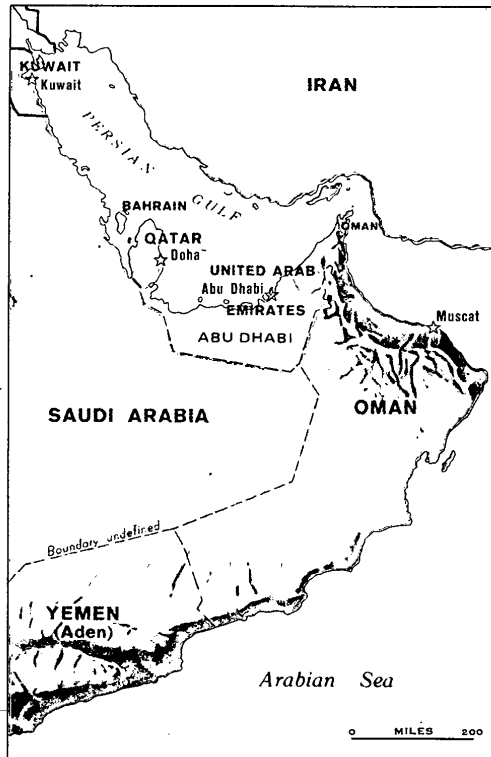 KUWAIT
Kuwait
IRAN
PERSIAN
GULF
BAHRAIN
QATAR
Doha
OMAN
UNITED ARAB
Abu Dhabi
EMIRATES
ABU DHABI
Muscat
SAUDI ARABIA
OMAN
Boundary undefined
YEMEN
(Aden)
Arabian Sea
0 MILES 200